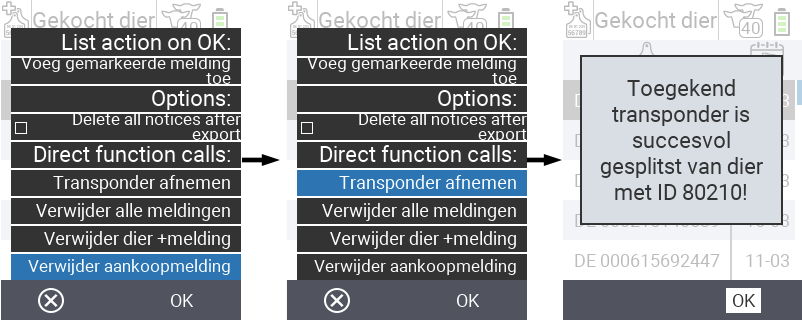 Gekocht dier
40
56789
List action on OK:
Voeg gemarkeerde melding
toe
Options:
Delete all notices after
export
Direct function calls:
Transponder afnemen
Verwijder alle meldingen
Verwijder dier +melding
Verwijder aankoopmelding
OK
Gekocht dier
40
56789
List action on OK:
Voeg gemarkeerde melding
toe
Options:
Delete all notices after
export
Direct function calls:
Transponder afnemen
Verwijder alle meldingen
Verwijder dier +melding
Verwijder aankoopmelding
OK
Gekocht dier
40
56789
Toegekend
transponder is
succesvol
gesplitst van dier
met ID 80210!
DE 000615692447 11-03
OK